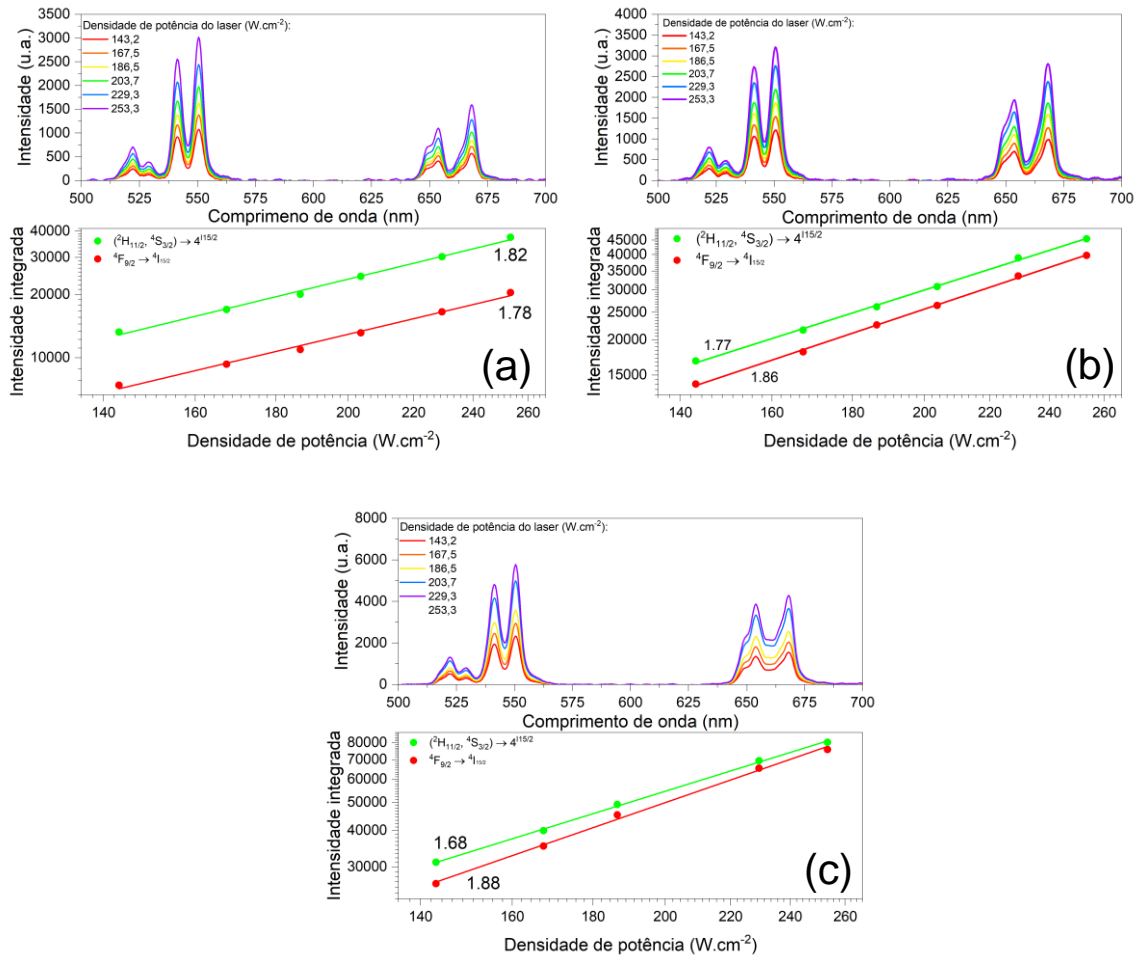 3500
3000
2500
2000
1500
1000
500
0
Intensidade (u.a.)
Densidade de potência do laser (W.cm-2):
143,2
167,5
186,5
203,7
229,3
253,3
500 525 550 575 600 625 650 675 700
Comprimeno de onda (nm)
40000
30000
20000
10000
Intensidade integrada
(2H11/2, 4S3/2) → 4I15/2
4F9/2 → 4I15/2
1.82
1.78
(a)
140 160 180 200 220 240 260
Densidade de potência (W.cm-2)
4000
3500
3000
2500
2000
1500
1000
500
0
Intensidade (u.a.)
Densidade de potência do laser (W.cm-2):
143,2
167,5
186,5
203,7
229,3
253,3
500 525 550 575 600 625 650 675 700
Comprimento de onda (nm)
45000
40000
35000
30000
25000
20000
15000
Intensidade integrada
(2H11/2, 4S3/2) → 4I15/2
4F9/2 → 4I15/2
1.77
1.86
(b)
140 160 180 200 220 240 260
Densidade de potência (W.cm-2)
8000
6000
4000
2000
0
Intensidade (u.a.)
Densidade de potência do laser (W.cm-2):
143,2
167,5
186,5
203,7
229,3
253,3
500 525 550 575 600 625 650 675 700
Comprimento de onda (nm)
80000
70000
60000
50000
40000
30000
Intensidade integrada
(2H11/2, 4S3/2) → 4I15/2
4F9/2 → 4I15/2
1.68
1.88
(c)
140 160 180 200 220 240 260
Densidade de potência (W.cm-2)